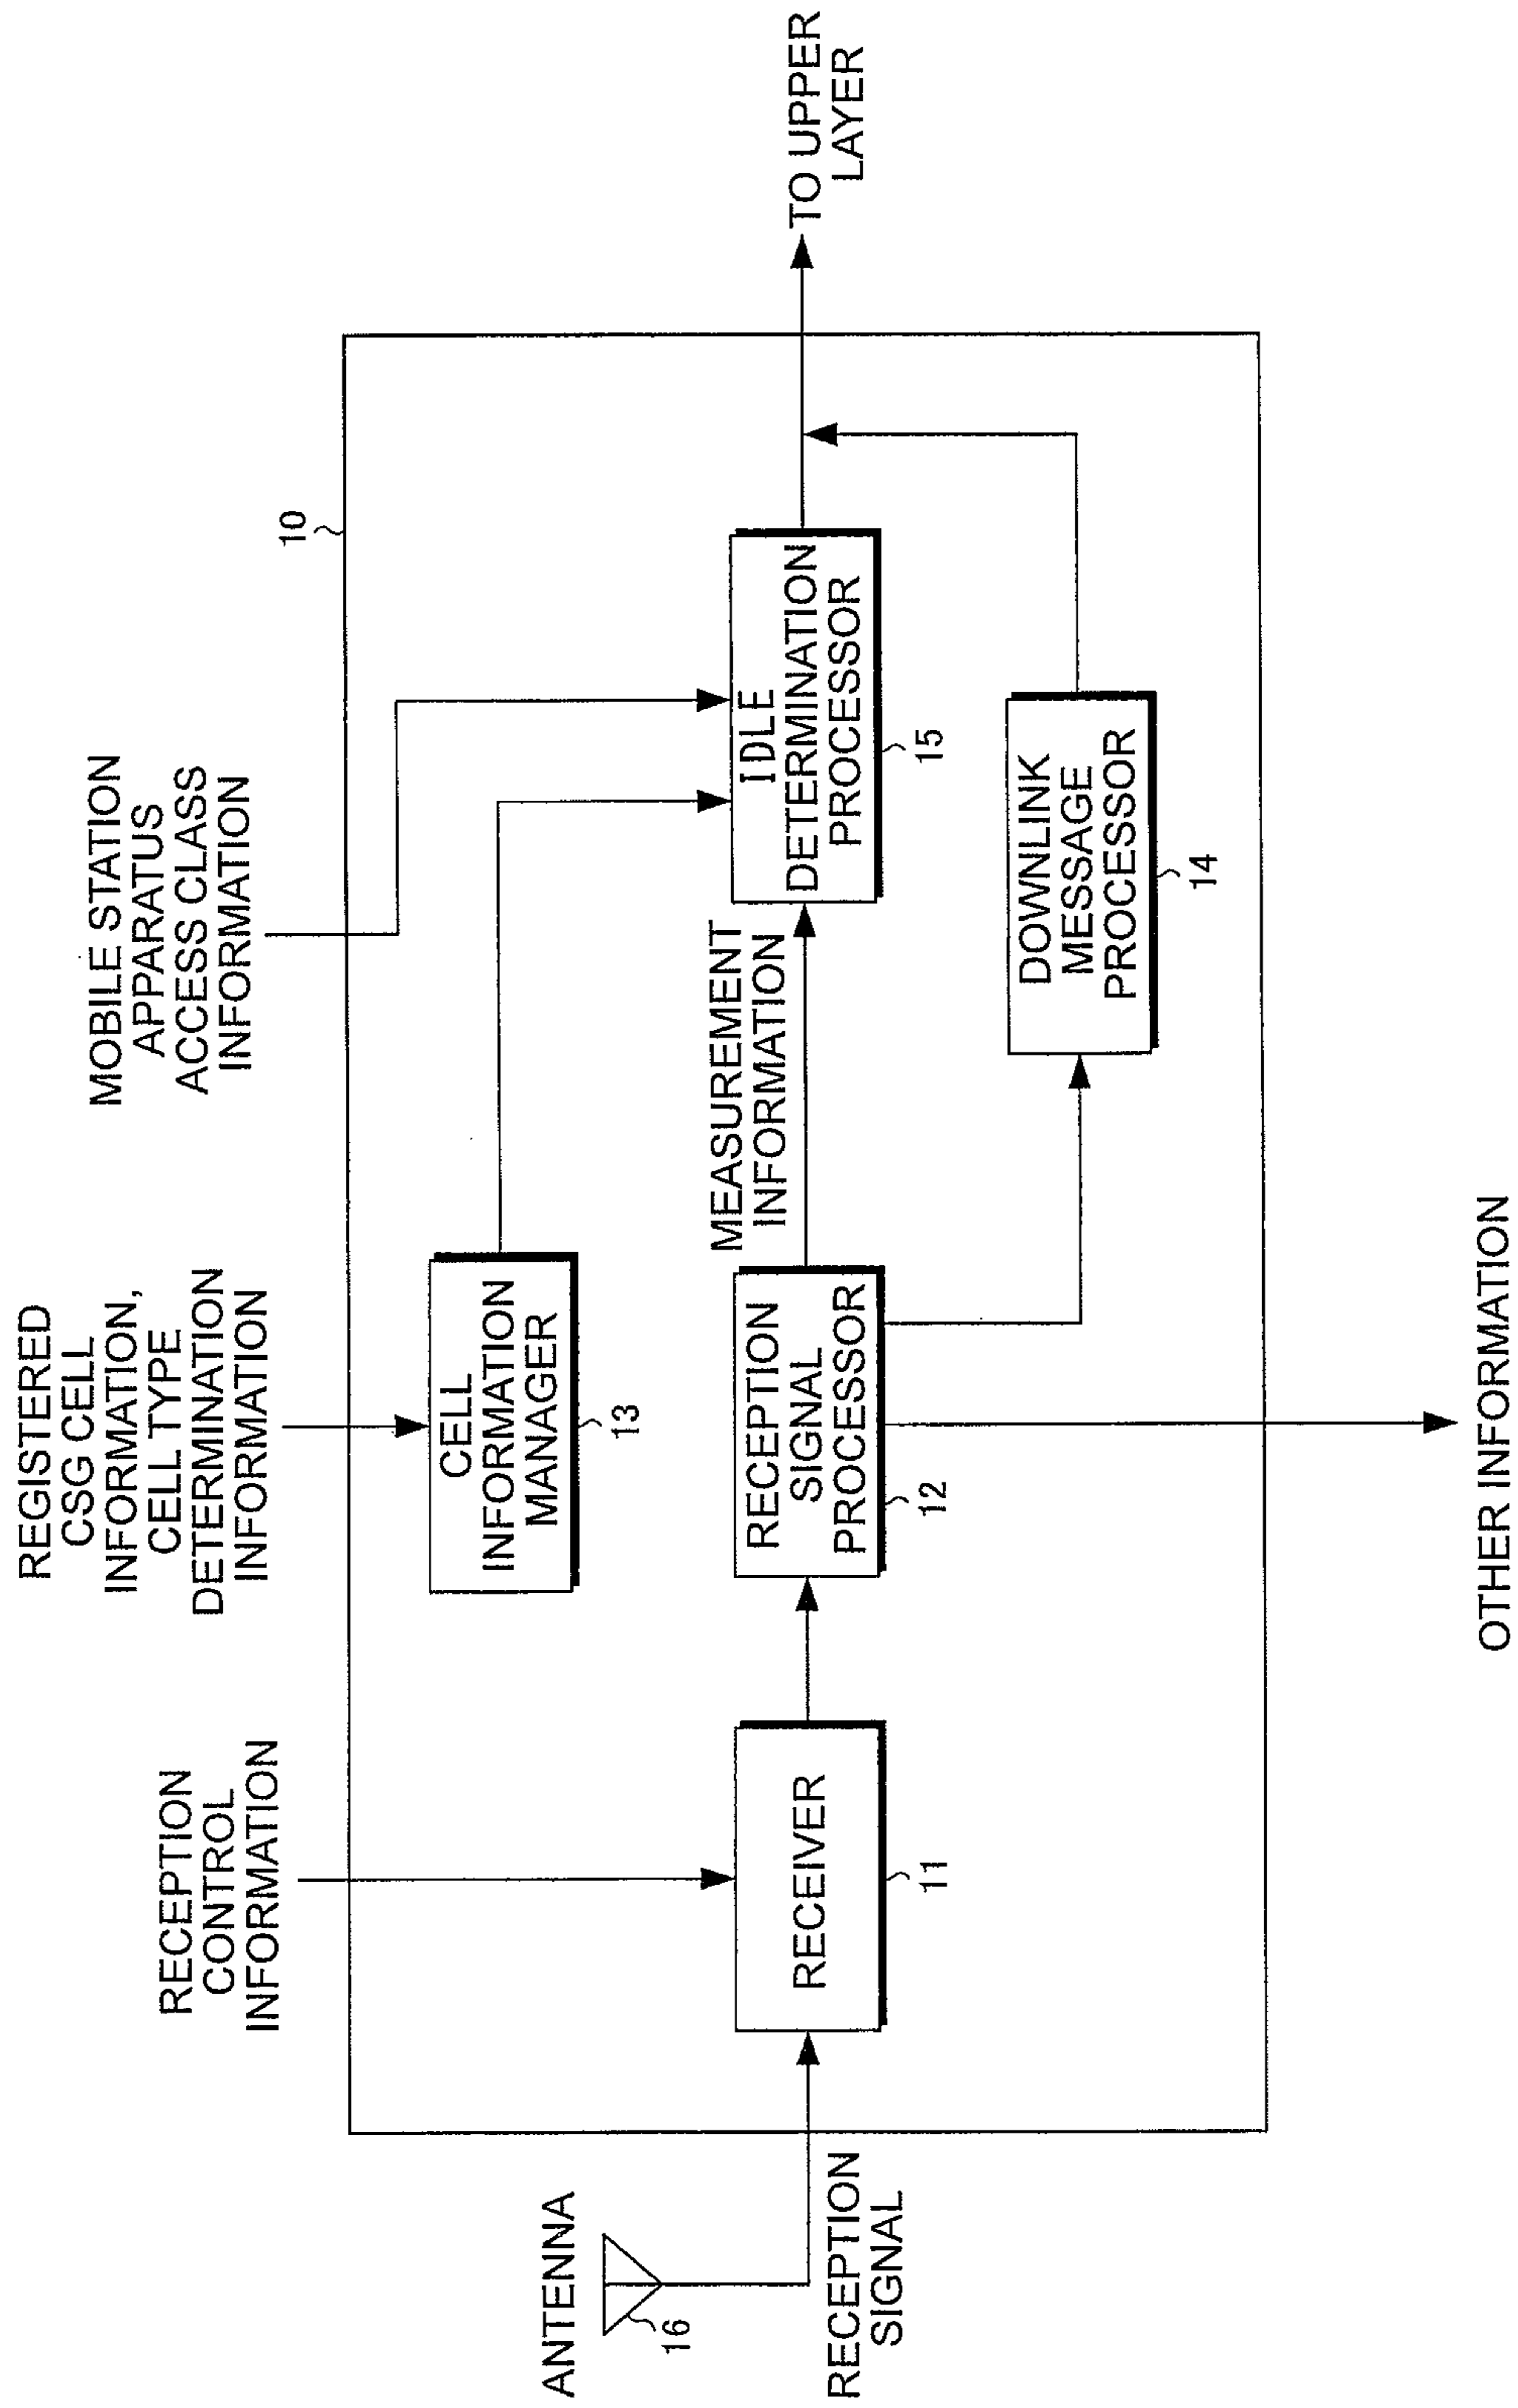 REGISTERED
CSG CELL
INFORMATION,
CELL TYPE
DETERMINATION
INFORMATION
MOBILE STATION
APPARATUS
ACCESS CLASS
INFORMATION
RECEPTION
CONTROL
INFORMATION
10
CELL
INFORMATION
MANAGER
13
ANTENNA
16
RECEPTION
SIGNAL
RECEIVER
11
RECEPTION
SIGNAL
PROCESSOR
12
MEASUREMENT
INFORMATION
IDLE
DETERMINATION
PROCESSOR
15
TO UPPER
LAYER
DOWNLINK
MESSAGE
PROCESSOR
14
OTHER INFORMATION